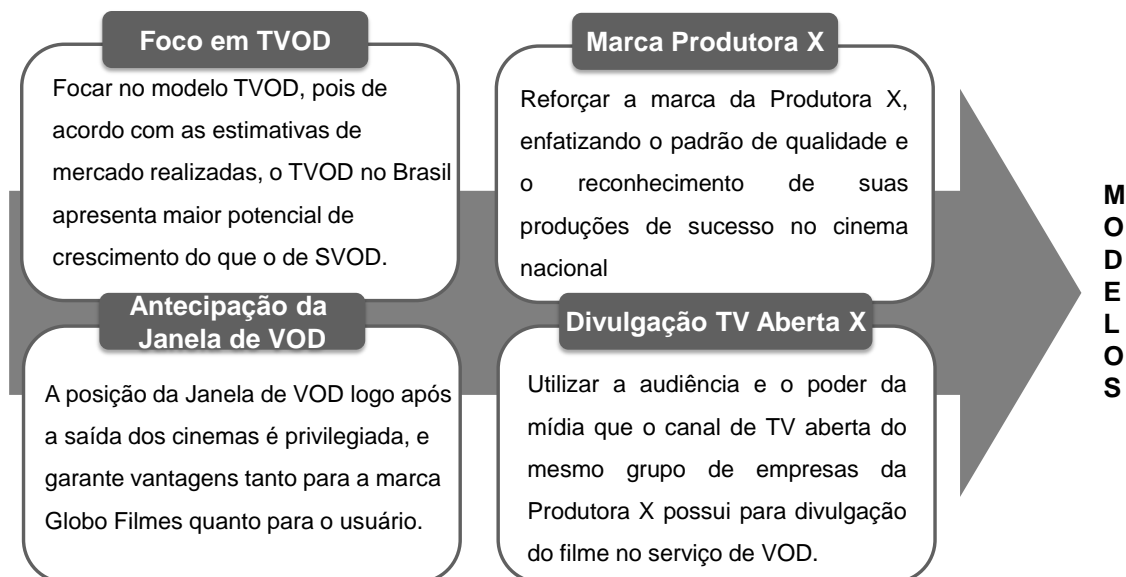 Foco em TVOD
Focar no modelo TVOD, pois de
acordo com as estimativas de
mercado realizadas, o TVOD no Brasil
apresenta maior potencial de
crescimento do que o de SVOD.
Marca Produtora X
Reforçar a marca da Produtora X,
enfatizando o padrão de qualidade e
o reconhecimento de suas
produções de sucesso no cinema
nacional
Antecipação da
Janela de VOD
A posição da Janela de VOD logo após
a saída dos cinemas é privilegiada, e
garante vantagens tanto para a marca
Globo Filmes quanto para o usuário.
Divulgação TV Aberta X
Utilizar a audiência e o poder da
mídia que o canal de TV aberta do
mesmo grupo de empresas da
Produtora X possui para divulgação
do filme no serviço de VOD.
M
O
D
E
L
O
S